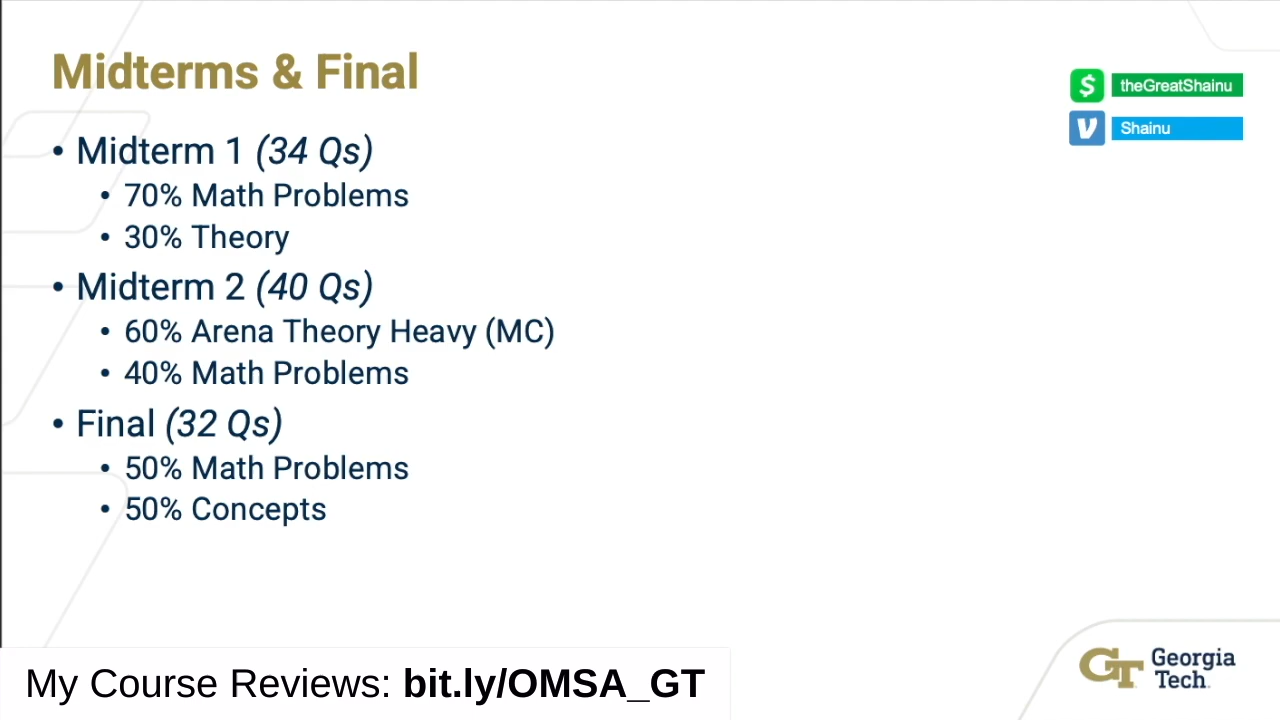 Midterms & Final
theGreatShainu
Shainu
• Midterm 1 (34 Qs)
• 70% Math Problems
• 30% Theory
• Midterm 2 (40 Qs)
• 60% Arena Theory Heavy (MC)
• 40% Math Problems
• Final (32 Qs)
• 50% Math Problems
• 50% Concepts
My Course Reviews: bit.ly/OMSA_GT
GT Georgia
Tech